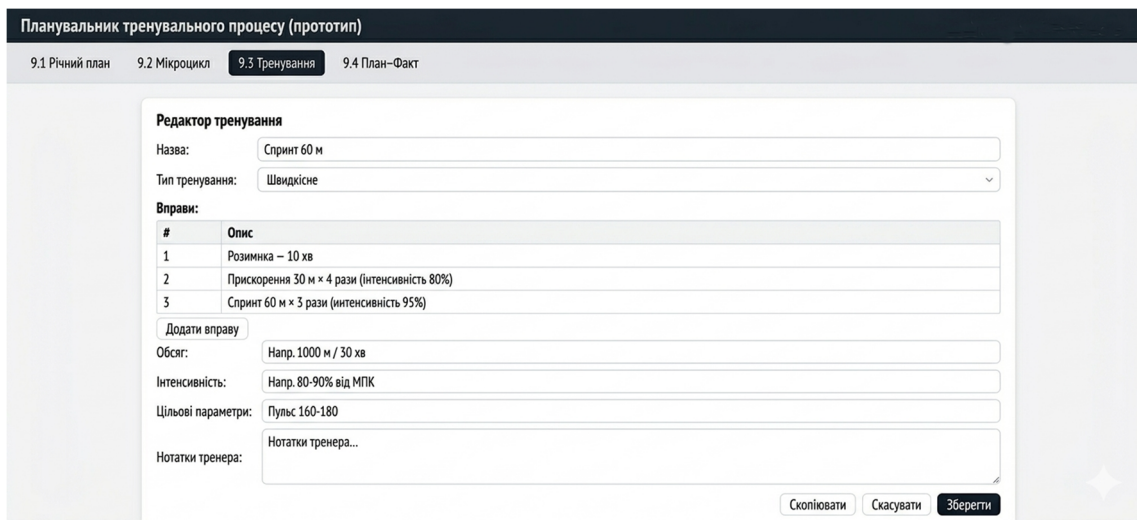 Планувальник тренувального процесу (прототип)
9.1 Річний план 9.2 Мікроцикл 9.3 Тренування 9.4 План–Факт
Редактор тренування
Назва: Спринт 60 м
Тип тренування: Швидкісне
Вправи:
# Опис
1 Розимнка — 10 хв
2 Прискорення 30 м × 4 рази (інтенсивність 80%)
3 Спринт 60 м × 3 рази (интенсивність 95%)
Додати вправу
Обсяг: Напр. 1000 м / 30 хв
Інтенсивність: Напр. 80-90% від МПК
Цільові параметри: Пульс 160-180
Нотатки тренера: Нотатки тренера...
Скопіювати Скасувати Зберегти